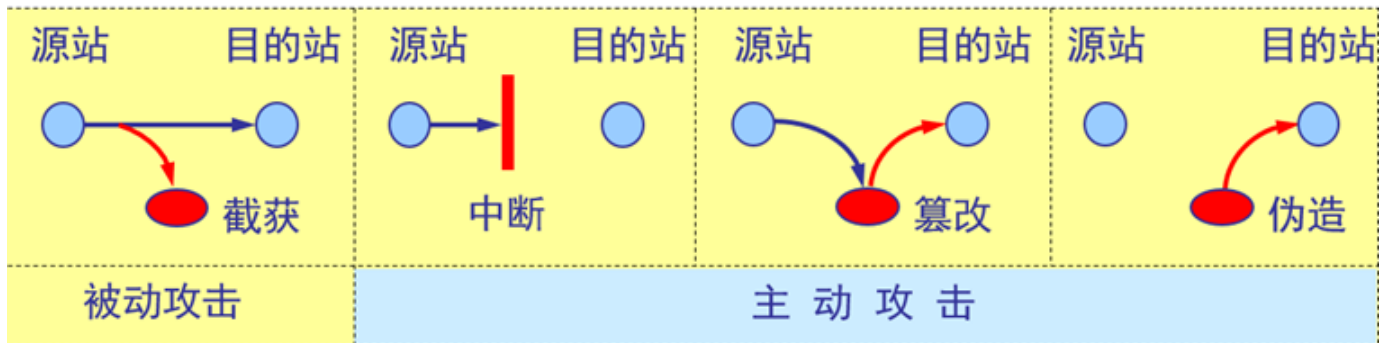 源站 目的站 源站 目的站 源站 目的站 源站 目的站
截获 中断 篡改 伪造
被动攻击 主动攻击